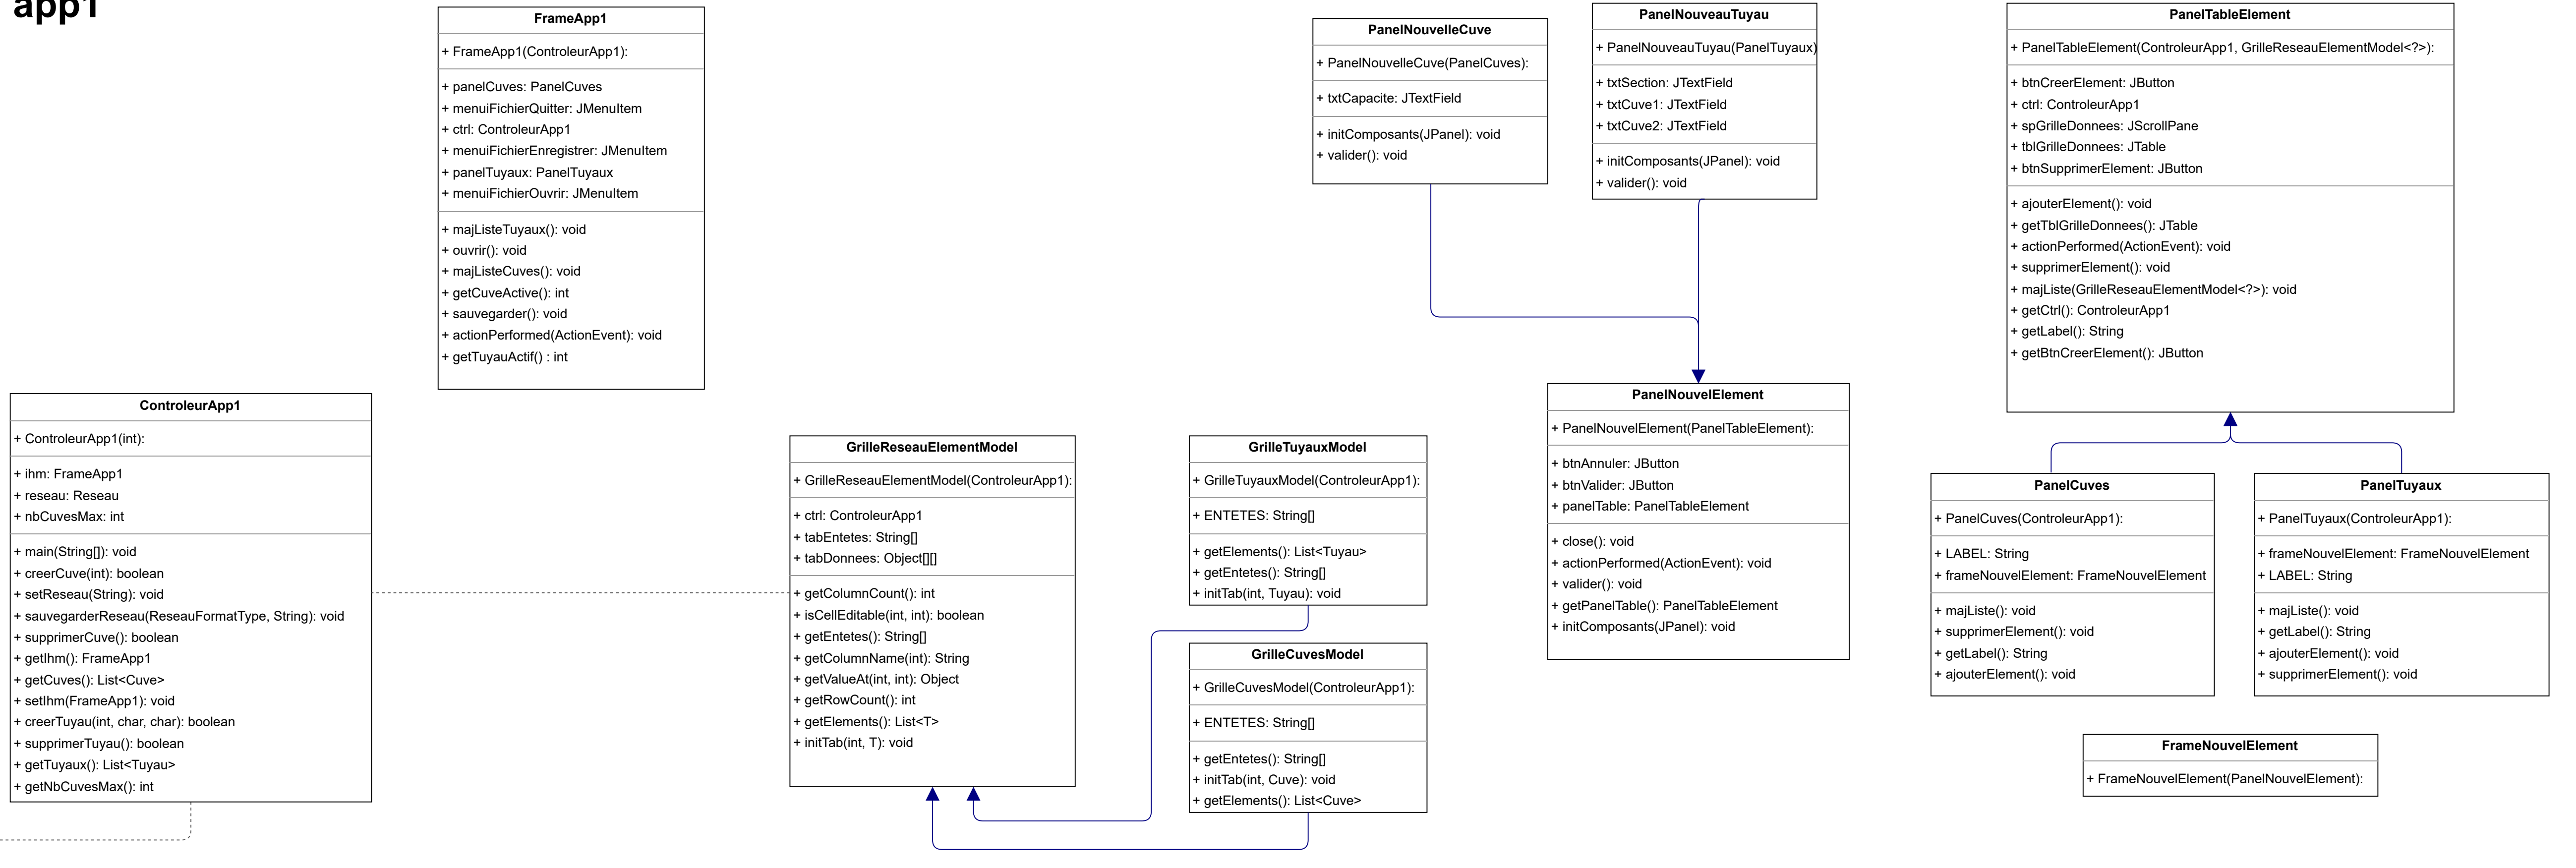 app1
FrameApp1
+ FrameApp1(ControleurApp1):
+ panelCuves: PanelCuves
+ menuiFichierQuitter: JMenuItem
+ ctrl: ControleurApp1
+ menuiFichierEnregistrer: JMenuItem
+ panelTuyaux: PanelTuyaux
+ menuiFichierOuvrir: JMenuItem
+ majListeTuyaux(): void
+ ouvrir(): void
+ majListeCuves(): void
+ getCuveActive(): int
+ sauvegarder(): void
+ actionPerformed(ActionEvent): void
+ getTuyauActif() : int
PanelNouvelleCuve
+ PanelNouvelleCuve(PanelCuves):
+ txtCapacite: JTextField
+ initComposants(JPanel): void
+ valider(): void
PanelNouveauTuyau
+ PanelNouveauTuyau(PanelTuyaux)
+ txtSection: JTextField
+ txtCuve1: JTextField
+ txtCuve2: JTextField
+ initComposants(JPanel): void
+ valider(): void
PanelTableElement
+ PanelTableElement(ControleurApp1, GrilleReseauElementModel<?>):
+ btnCreerElement: JButton
+ ctrl: ControleurApp1
+ spGrilleDonnees: JScrollPane
+ tblGrilleDonnees: JTable
+ btnSupprimerElement: JButton
+ ajouterElement(): void
+ getTblGrilleDonnees(): JTable
+ actionPerformed(ActionEvent): void
+ supprimerElement(): void
+ majListe(GrilleReseauElementModel<?>): void
+ getCtrl(): ControleurApp1
+ getLabel(): String
+ getBtnCreerElement(): JButton
ControleurApp1
+ ControleurApp1(int):
+ ihm: FrameApp1
+ reseau: Reseau
+ nbCuvesMax: int
+ main(String[]): void
+ creerCuve(int): boolean
+ setReseau(String): void
+ sauvegarderReseau(ReseauFormatType, String): void
+ supprimerCuve(): boolean
+ getIhm(): FrameApp1
+ getCuves(): List<Cuve>
+ setIhm(FrameApp1): void
+ creerTuyau(int, char, char): boolean
+ supprimerTuyau(): boolean
+ getTuyaux(): List<Tuyau>
+ getNbCuvesMax(): int
GrilleReseauElementModel
+ GrilleReseauElementModel(ControleurApp1):
+ ctrl: ControleurApp1
+ tabEntetes: String[]
+ tabDonnees: Object[][]
+ getColumnCount(): int
+ isCellEditable(int, int): boolean
+ getEntetes(): String[]
+ getColumnName(int): String
+ getValueAt(int, int): Object
+ getRowCount(): int
+ getElements(): List<T>
+ initTab(int, T): void
GrilleTuyauxModel
+ GrilleTuyauxModel(ControleurApp1):
+ ENTETES: String[]
+ getElements(): List<Tuyau>
+ getEntetes(): String[]
+ initTab(int, Tuyau): void
GrilleCuvesModel
+ GrilleCuvesModel(ControleurApp1):
+ ENTETES: String[]
+ getEntetes(): String[]
+ initTab(int, Cuve): void
+ getElements(): List<Cuve>
PanelNouvelElement
+ PanelNouvelElement(PanelTableElement):
+ btnAnnuler: JButton
+ btnValider: JButton
+ panelTable: PanelTableElement
+ close(): void
+ actionPerformed(ActionEvent): void
+ valider(): void
+ getPanelTable(): PanelTableElement
+ initComposants(JPanel): void
PanelCuves
+ PanelCuves(ControleurApp1):
+ LABEL: String
+ frameNouvelElement: FrameNouvelElement
+ majListe(): void
+ supprimerElement(): void
+ getLabel(): String
+ ajouterElement(): void
PanelTuyaux
+ PanelTuyaux(ControleurApp1):
+ frameNouvelElement: FrameNouvelElement
+ LABEL: String
+ majListe(): void
+ getLabel(): String
+ ajouterElement(): void
+ supprimerElement(): void
FrameNouvelElement
+ FrameNouvelElement(PanelNouvelElement):